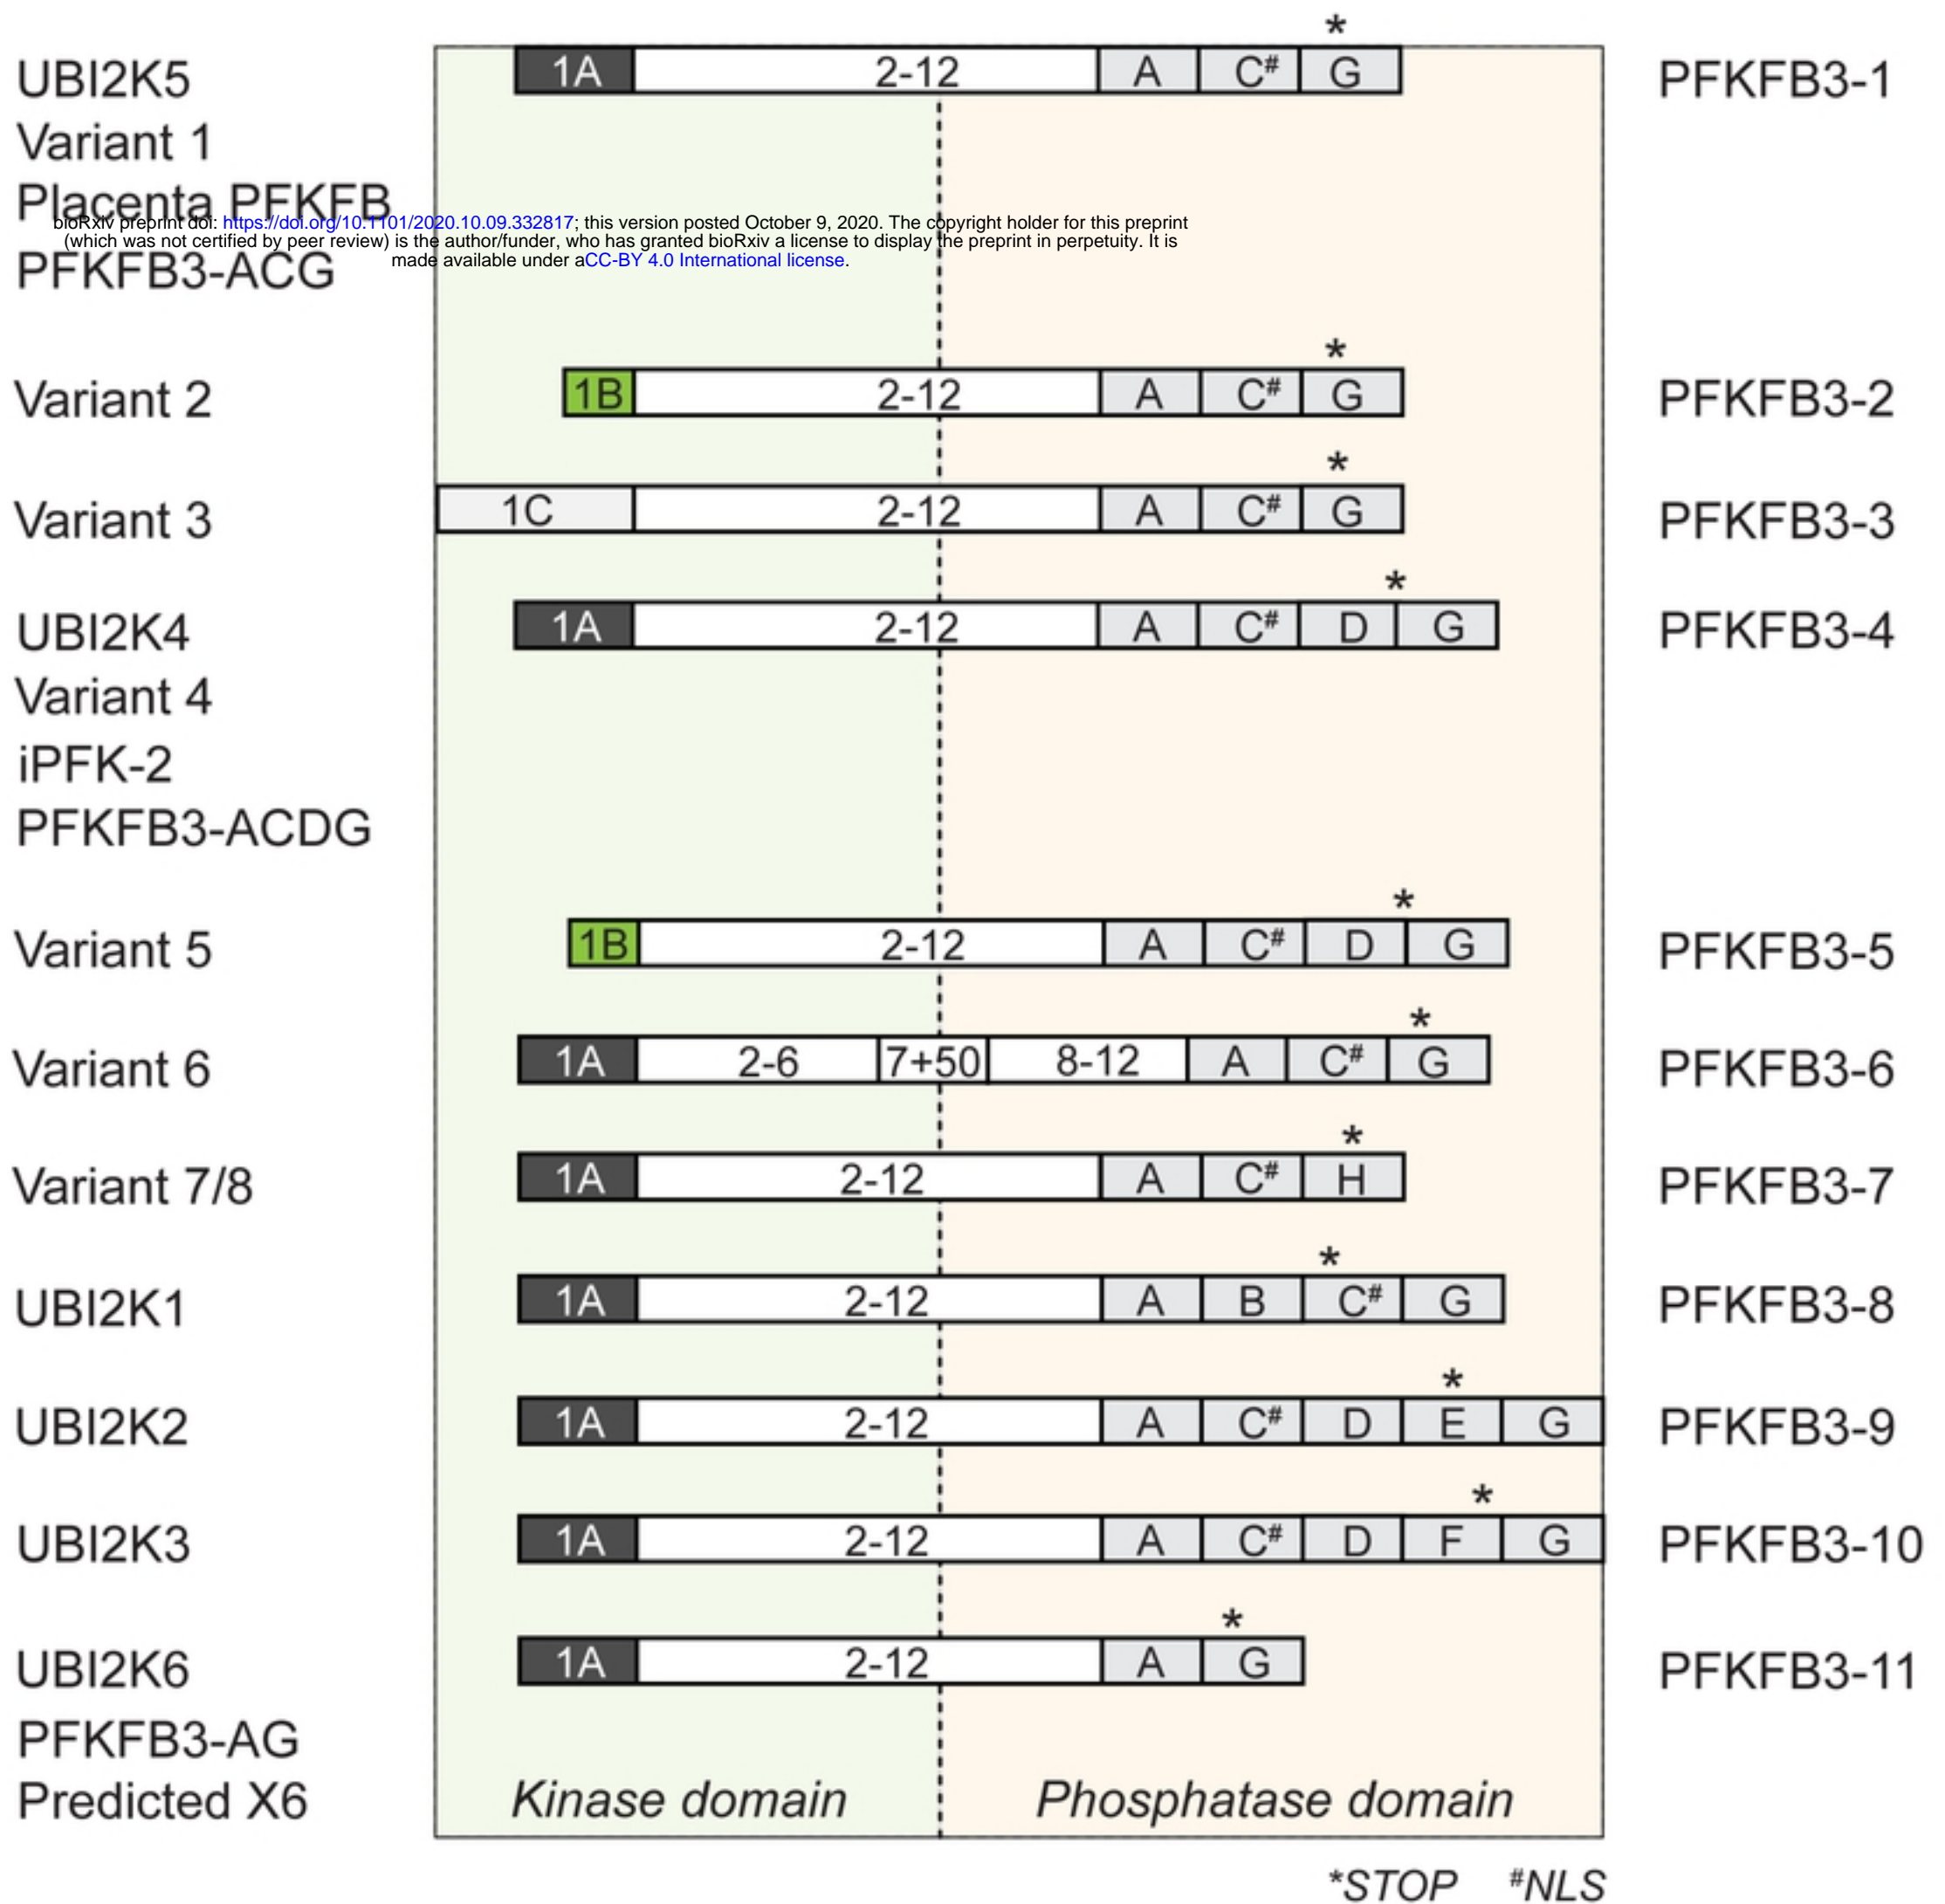 *
UBI2K5 1A 2-12 A C# G PFKFB3-1
Variant 1
Placenta PFKFB
bioRxiv preprint doi: https://doi.org/10.1101/2020.10.09.332817; this version posted October 9, 2020. The copyright holder for this preprint
(which was not certified by peer review) is the author/funder, who has granted bioRxiv a license to display the preprint in perpetuity. It is
made available under aCC-BY 4.0 International license.
PFKFB3-ACG
*
Variant 2 1B 2-12 A C# G PFKFB3-2
*
Variant 3 1C 2-12 A C# G PFKFB3-3
*
UBI2K4 1A 2-12 A C# D G PFKFB3-4
Variant 4
iPFK-2
PFKFB3-ACDG
*
Variant 5 1B 2-12 A C# D G PFKFB3-5
*
Variant 6 1A 2-6 7+50 8-12 A C# G PFKFB3-6
*
Variant 7/8 1A 2-12 A C# H PFKFB3-7
*
UBI2K1 1A 2-12 A B C# G PFKFB3-8
*
UBI2K2 1A 2-12 A C# D E G PFKFB3-9
*
UBI2K3 1A 2-12 A C# D F G PFKFB3-10
*
UBI2K6 1A 2-12 A G PFKFB3-11
PFKFB3-AG
Predicted X6 Kinase domain Phosphatase domain
*STOP #NLS